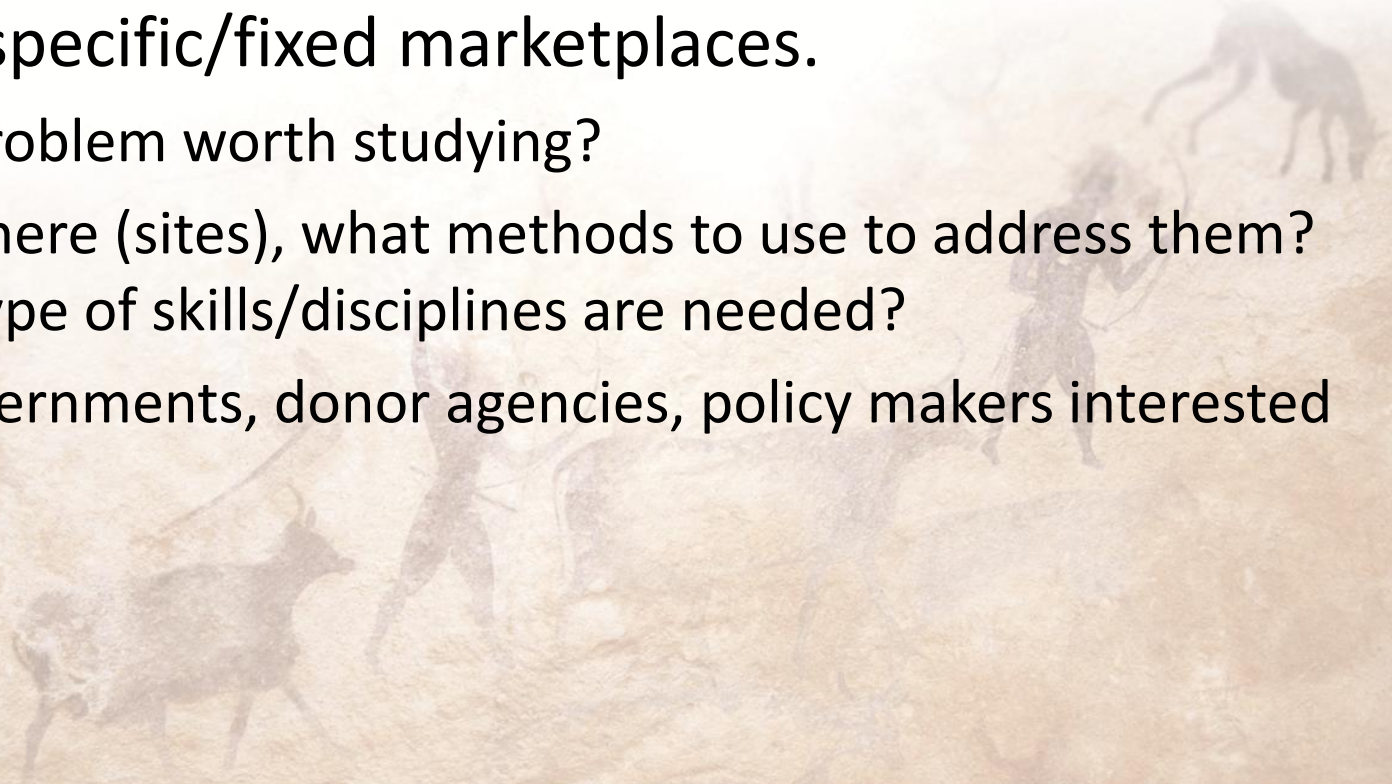 specific/fixed marketplaces.
roblem worth studying?
here (sites), what methods to use to address them?
ype of skills/disciplines are needed?
ernments, donor agencies, policy makers interested